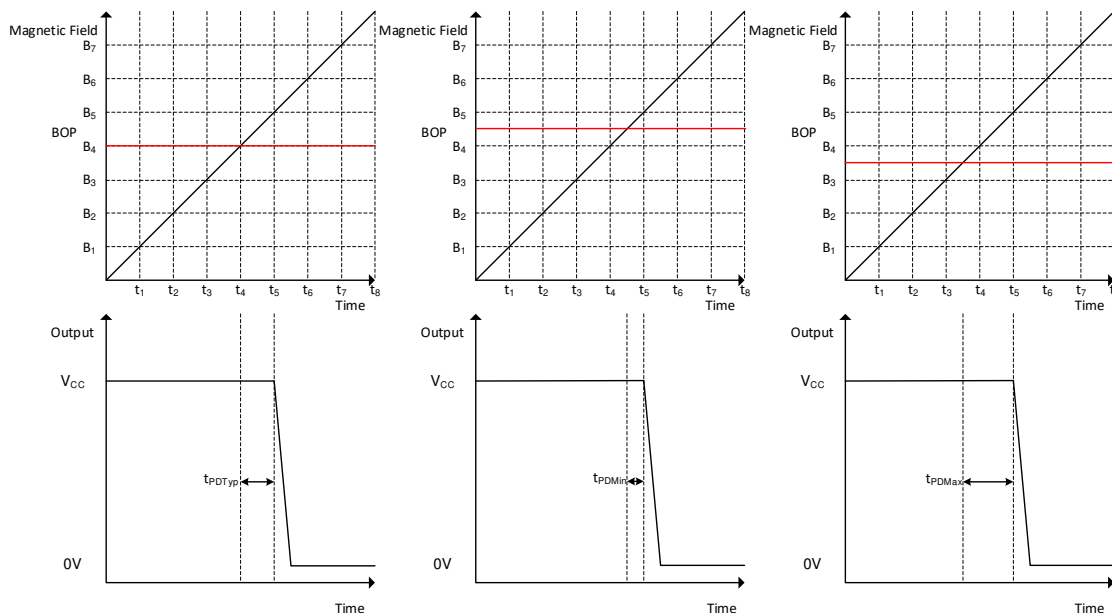 Magnetic Field
B7
B6
B5
BOP
B4
B3
B2
B1
t1 t2 t3 t4 t5 t6 t7 t8
Time
Magnetic Field
B7
B6
B5
BOP
B4
B3
B2
B1
t1 t2 t3 t4 t5 t6 t7 t8
Time
Magnetic Field
B7
B6
B5
BOP
B4
B3
B2
B1
t1 t2 t3 t4 t5 t6 t7
Time
Output
VCC
tPDTyp
0V
Time
Output
VCC
tPDMin
0V
Time
Output
VCC
tPDMax
0V
Time